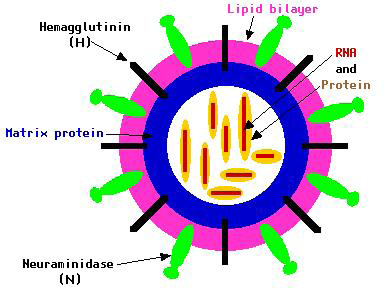 Lipid bilayer
Hemagglutinin
(H)
RNA
and
Protein
Matrix protein
Neuraminidase
(N)